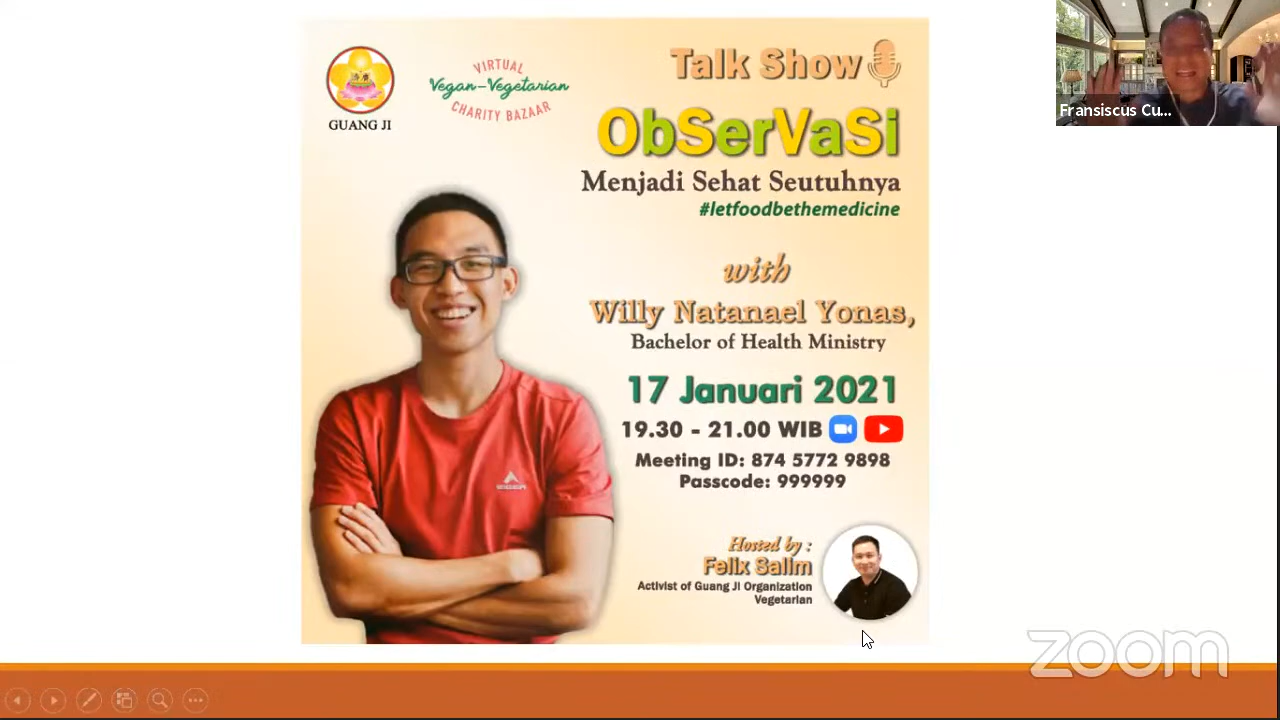 GUANG JI
VIRTUAL
Vegan-Vegetarian
CHARITY BAZAAR
Talk Show
ObSerVaSi
Menjadi Sehat Seutuhnya
#letfoodbethemedicine
with
Willy Natanael Yonas,
Bachelor of Health Ministry
17 Januari 2021
19.30 - 21.00 WIB
Meeting ID: 874 5772 9898
Passcode: 999999
EIGER
Hosted by :
Felix Salim
Activist of Guang Ji Organization
Vegetarian
Fransiscus Cu...
zoom